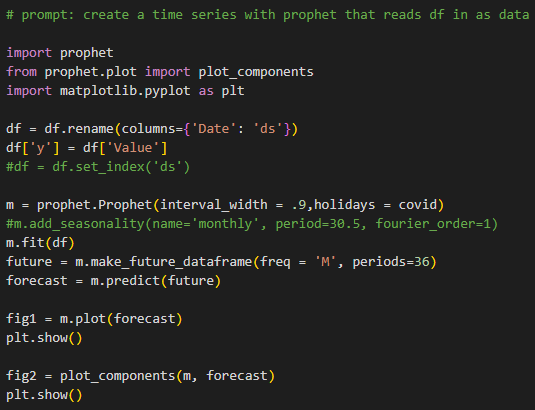 # prompt: create a time series with prophet that reads df in as data
import prophet
from prophet.plot import plot_components
import matplotlib.pyplot as plt
df = df.rename(columns={'Date': 'ds'})
df['y'] = df['Value']
#df = df.set_index('ds')
m = prophet.Prophet(interval_width = .9,holidays = covid)
#m.add_seasonality(name='monthly', period=30.5, fourier_order=1)
m.fit(df)
future = m.make_future_dataframe(freq = 'M', periods=36)
forecast = m.predict(future)
fig1 = m.plot(forecast)
plt.show()
fig2 = plot_components(m, forecast)
plt.show()